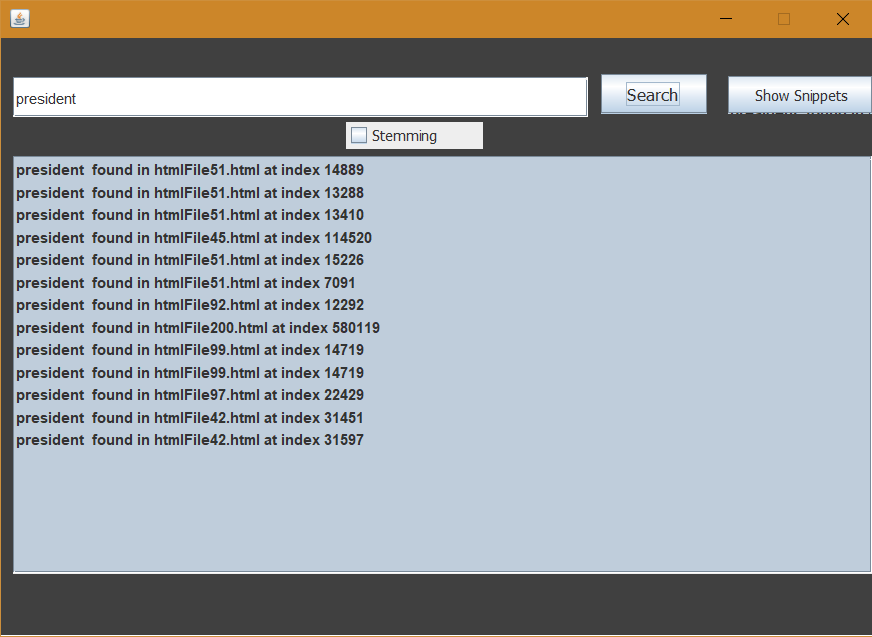 president
Search
Show Snippets
Stemming
president  found in htmlFile51.html at index 14889
president  found in htmlFile51.html at index 13288
president  found in htmlFile51.html at index 13410
president  found in htmlFile45.html at index 114520
president  found in htmlFile51.html at index 15226
president  found in htmlFile51.html at index 7091
president  found in htmlFile92.html at index 12292
president  found in htmlFile200.html at index 580119
president  found in htmlFile99.html at index 14719
president  found in htmlFile99.html at index 14719
president  found in htmlFile97.html at index 22429
president  found in htmlFile42.html at index 31451
president  found in htmlFile42.html at index 31597